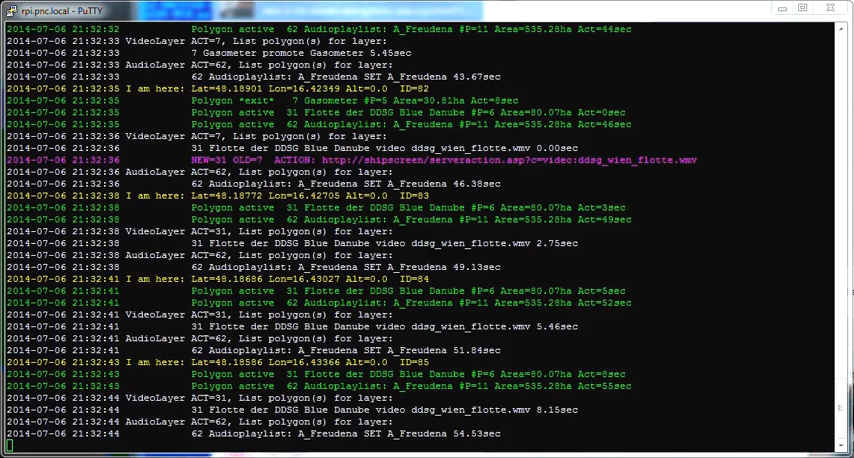 rpi.pnc.local - PuTTY
2014-07-06 21:32:32 Polygon active 62 Audioplaylist: A_Freudena #P=11 Area=535.28ha Act=44sec
2014-07-06 21:32:33 VideoLayer ACT=7, List polygon(s) for layer:
2014-07-06 21:32:33 7 Gasometer promote Gasometer 5.45sec
2014-07-06 21:32:33 AudioLayer ACT=62, List polygon(s) for layer:
2014-07-06 21:32:33 62 Audioplaylist: A_Freudena SET A_Freudena 43.67sec
2014-07-06 21:32:35 I am here: Lat=48.18901 Lon=16.42349 Alt=0.0 ID=82
2014-07-06 21:32:35 Polygon *exit* 7 Gasometer #P=5 Area=30.81ha Act=8sec
2014-07-06 21:32:35 Polygon active 31 Flotte der DDSG Blue Danube #P=6 Area=80.07ha Act=0sec
2014-07-06 21:32:35 Polygon active 62 Audioplaylist: A_Freudena #P=11 Area=535.28ha Act=46sec
2014-07-06 21:32:36 VideoLayer ACT=7, List polygon(s) for layer:
2014-07-06 21:32:36 31 Flotte der DDSG Blue Danube video ddsg_wien_flotte.wmv 0.00sec
2014-07-06 21:32:36 NEW=31 OLD=7 ACTION: http://shipscreen/serveraction.asp?c=video:ddsg_wien_flotte.wmv
2014-07-06 21:32:36 AudioLayer ACT=62, List polygon(s) for layer:
2014-07-06 21:32:36 62 Audioplaylist: A_Freudena SET A_Freudena 46.38sec
2014-07-06 21:32:38 I am here: Lat=48.18772 Lon=16.42705 Alt=0.0 ID=83
2014-07-06 21:32:38 Polygon active 31 Flotte der DDSG Blue Danube #P=6 Area=80.07ha Act=3sec
2014-07-06 21:32:38 Polygon active 62 Audioplaylist: A_Freudena #P=11 Area=535.28ha Act=49sec
2014-07-06 21:32:38 VideoLayer ACT=31, List polygon(s) for layer:
2014-07-06 21:32:38 31 Flotte der DDSG Blue Danube video ddsg_wien_flotte.wmv 2.75sec
2014-07-06 21:32:38 AudioLayer ACT=62, List polygon(s) for layer:
2014-07-06 21:32:38 62 Audioplaylist: A_Freudena SET A_Freudena 49.13sec
2014-07-06 21:32:41 I am here: Lat=48.18686 Lon=16.43027 Alt=0.0 ID=84
2014-07-06 21:32:41 Polygon active 31 Flotte der DDSG Blue Danube #P=6 Area=80.07ha Act=5sec
2014-07-06 21:32:41 Polygon active 62 Audioplaylist: A_Freudena #P=11 Area=535.28ha Act=52sec
2014-07-06 21:32:41 VideoLayer ACT=31, List polygon(s) for layer:
2014-07-06 21:32:41 31 Flotte der DDSG Blue Danube video ddsg_wien_flotte.wmv 5.46sec
2014-07-06 21:32:41 AudioLayer ACT=62, List polygon(s) for layer:
2014-07-06 21:32:41 62 Audioplaylist: A_Freudena SET A_Freudena 51.84sec
2014-07-06 21:32:43 I am here: Lat=48.18586 Lon=16.43366 Alt=0.0 ID=85
2014-07-06 21:32:43 Polygon active 31 Flotte der DDSG Blue Danube #P=6 Area=80.07ha Act=8sec
2014-07-06 21:32:43 Polygon active 62 Audioplaylist: A_Freudena #P=11 Area=535.28ha Act=55sec
2014-07-06 21:32:44 VideoLayer ACT=31, List polygon(s) for layer:
2014-07-06 21:32:44 31 Flotte der DDSG Blue Danube video ddsg_wien_flotte.wmv 8.15sec
2014-07-06 21:32:44 AudioLayer ACT=62, List polygon(s) for layer:
2014-07-06 21:32:44 62 Audioplaylist: A_Freudena SET A_Freudena 54.53sec